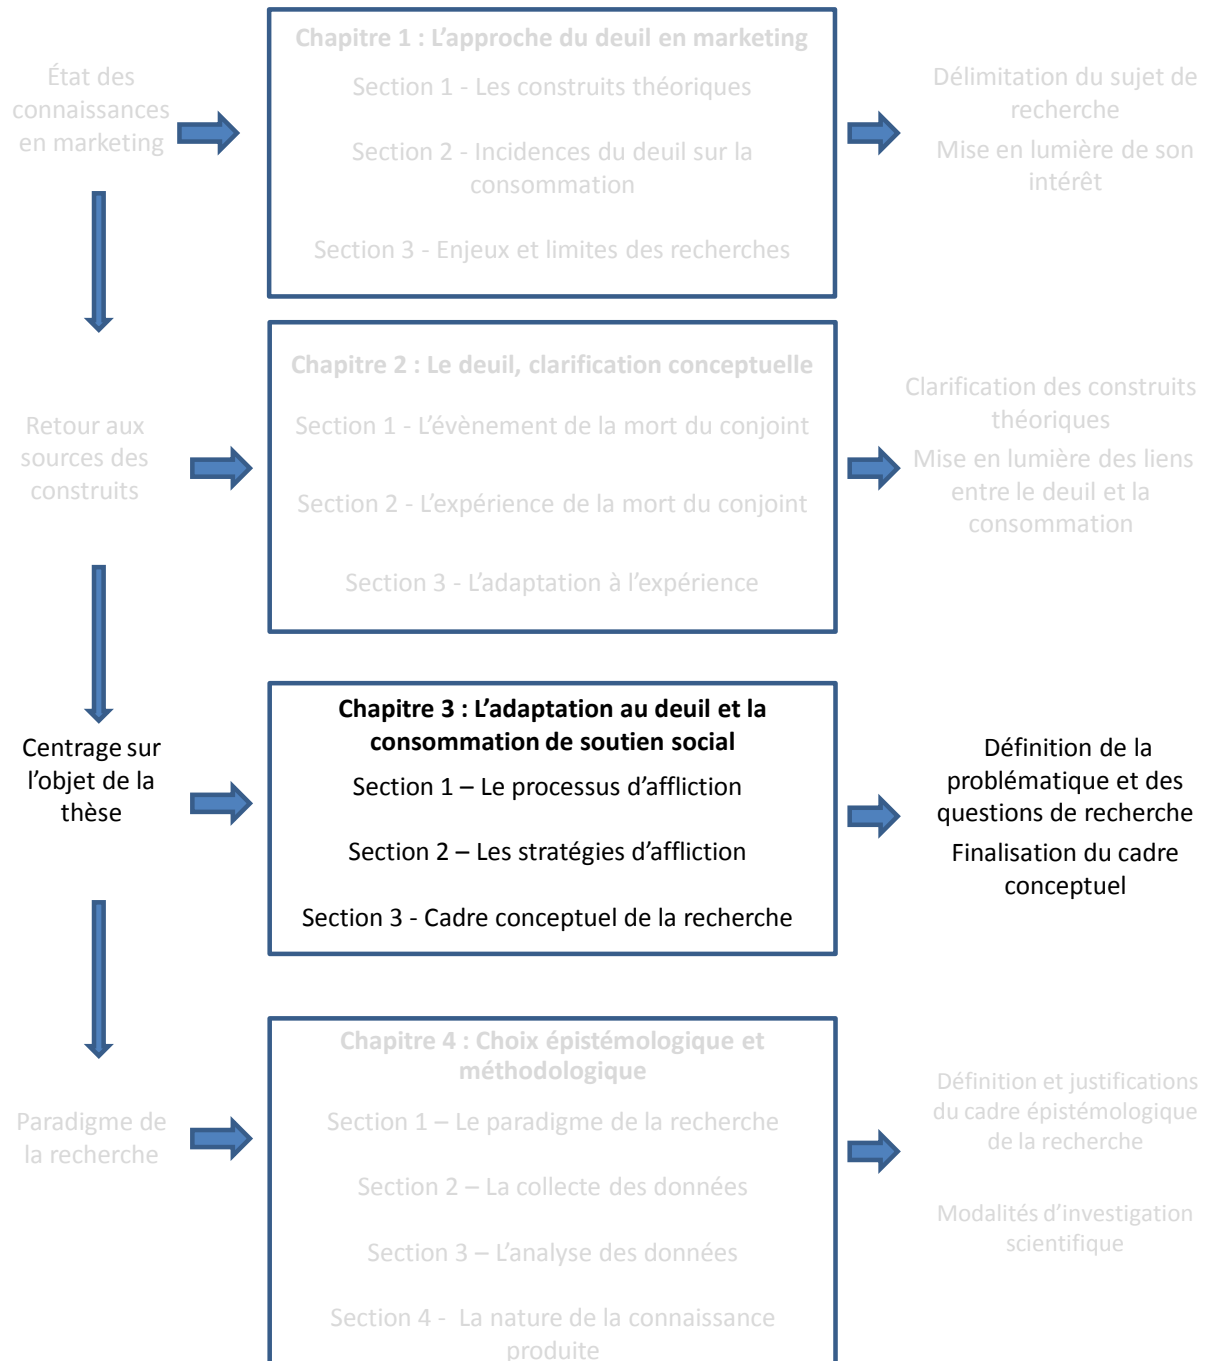 État des
connaissances
en marketing
Chapitre 1 : L’approche du deuil en marketing
Section 1 - Les construits théoriques
Section 2 - Incidences du deuil sur la
consommation
Section 3 - Enjeux et limites des recherches
Délimitation du sujet de
recherche
Mise en lumière de son
intérêt
Retour aux
sources des
construits
Chapitre 2 : Le deuil, clarification conceptuelle
Section 1 - L’évènement de la mort du conjoint
Section 2 - L’expérience de la mort du conjoint
Section 3 - L’adaptation à l’expérience
Clarification des construits
théoriques
Mise en lumière des liens
entre le deuil et la
consommation
Centrage sur
l’objet de la
thèse
Chapitre 3 : L’adaptation au deuil et la
consommation de soutien social
Section 1 – Le processus d’affliction
Section 2 – Les stratégies d’affliction
Section 3 - Cadre conceptuel de la recherche
Définition de la
problématique et des
questions de recherche
Finalisation du cadre
conceptuel
Paradigme de
la recherche
Chapitre 4 : Choix épistémologique et
méthodologique
Section 1 – Le paradigme de la recherche
Section 2 – La collecte des données
Section 3 – L’analyse des données
Section 4 - La nature de la connaissance
produite
Définition et justifications
du cadre épistémologique
de la recherche
Modalités d’investigation
scientifique